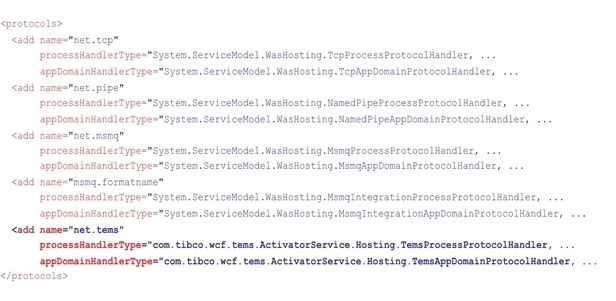 <protocols>
<add name="net.tcp"
processHandlerType="System.ServiceModel.WasHosting.TcpProcessProtocolHandler, ...
appDomainHandlerType="System.ServiceModel.WasHosting.TcpAppDomainProtocolHandler, ...
<add name="net.pipe"
processHandlerType="System.ServiceModel.WasHosting.NamedPipeProcessProtocolHandler, ...
appDomainHandlerType="System.ServiceModel.WasHosting.NamedPipeAppDomainProtocolHandler, ...
<add name="net.msmq"
processHandlerType="System.ServiceModel.WasHosting.MsmqProcessProtocolHandler, ...
appDomainHandlerType="System.ServiceModel.WasHosting.MsmqAppDomainProtocolHandler, ...
<add name="msmq.formatname"
processHandlerType="System.ServiceModel.WasHosting.MsmqIntegrationProcessProtocolHandler, ...
appDomainHandlerType="System.ServiceModel.WasHosting.MsmqIntegrationAppDomainProtocolHandler, ...
<add name="net.tems"
processHandlerType="com.tibco.wcf.tems.ActivatorService.Hosting.TemsProcessProtocolHandler, ...
appDomainHandlerType="com.tibco.wcf.tems.ActivatorService.Hosting.TemsAppDomainProtocolHandler, ...
</protocols>